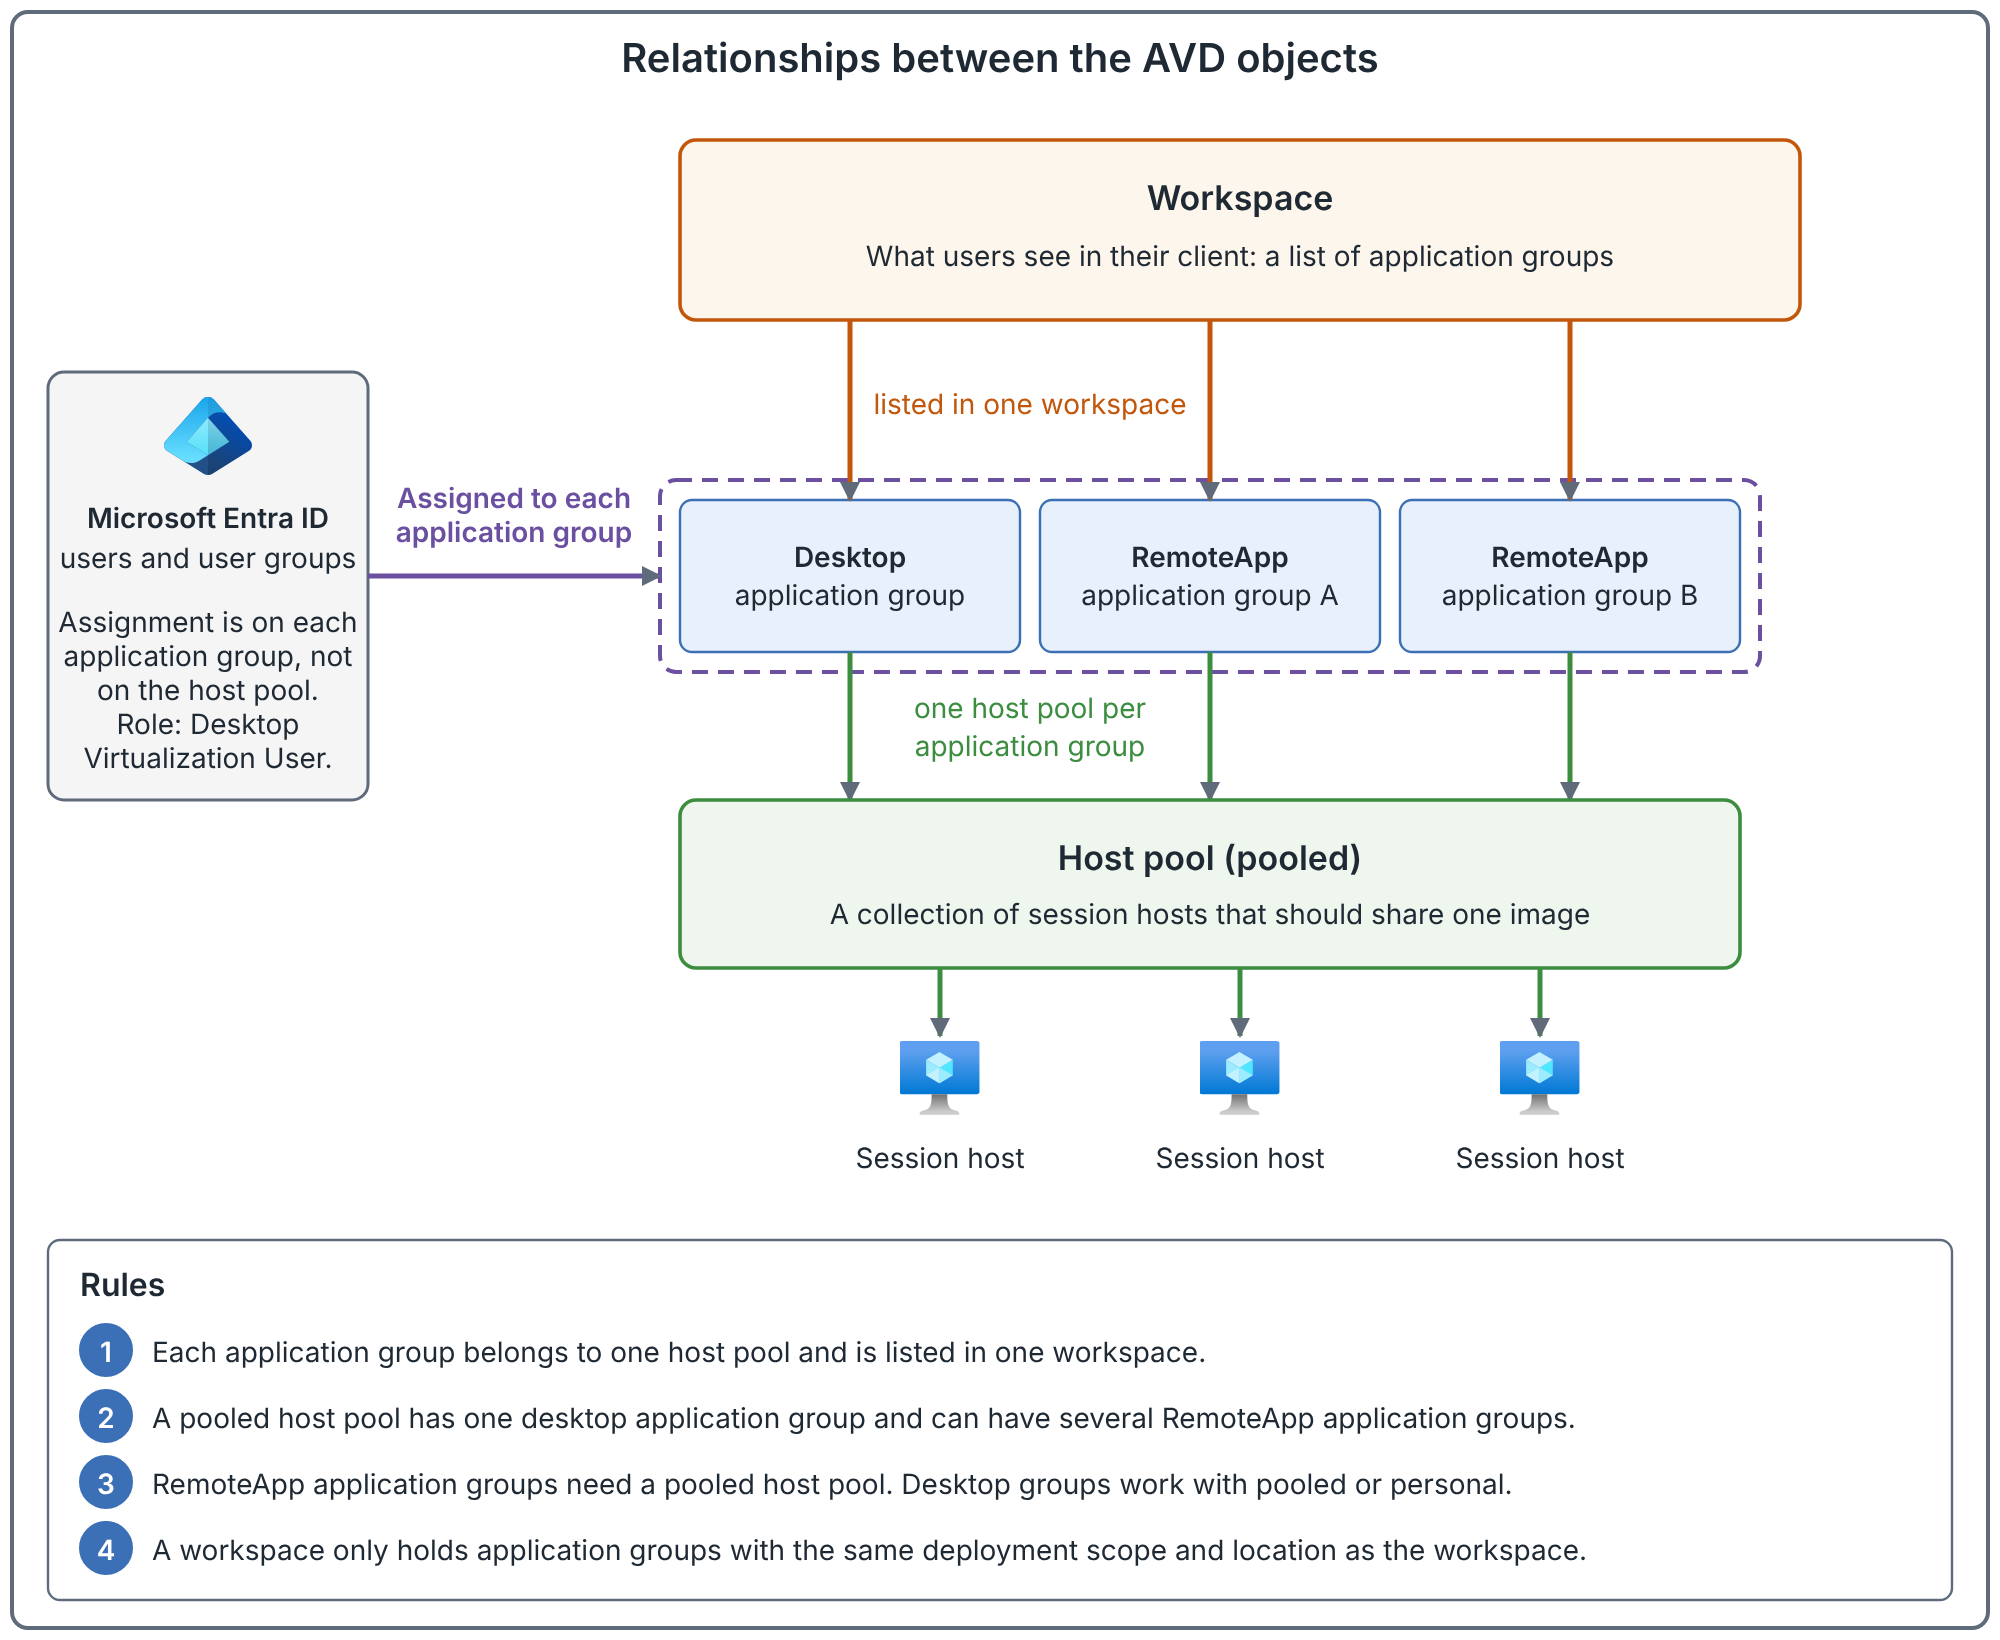 Relationships between the AVD objects
Workspace
What users see in their client: a list of application groups
listed in one workspace
Microsoft Entra ID
users and user groups
Assignment is on each
application group, not
on the host pool.
Role: Desktop
Virtualization User.
Assigned to each
application group
Desktop
application group
RemoteApp
application group A
RemoteApp
application group B
one host pool per
application group
Host pool (pooled)
A collection of session hosts that should share one image
Session host
Session host
Session host
Rules
1 Each application group belongs to one host pool and is listed in one workspace.
2 A pooled host pool has one desktop application group and can have several RemoteApp application groups.
3 RemoteApp application groups need a pooled host pool. Desktop groups work with pooled or personal.
4 A workspace only holds application groups with the same deployment scope and location as the workspace.